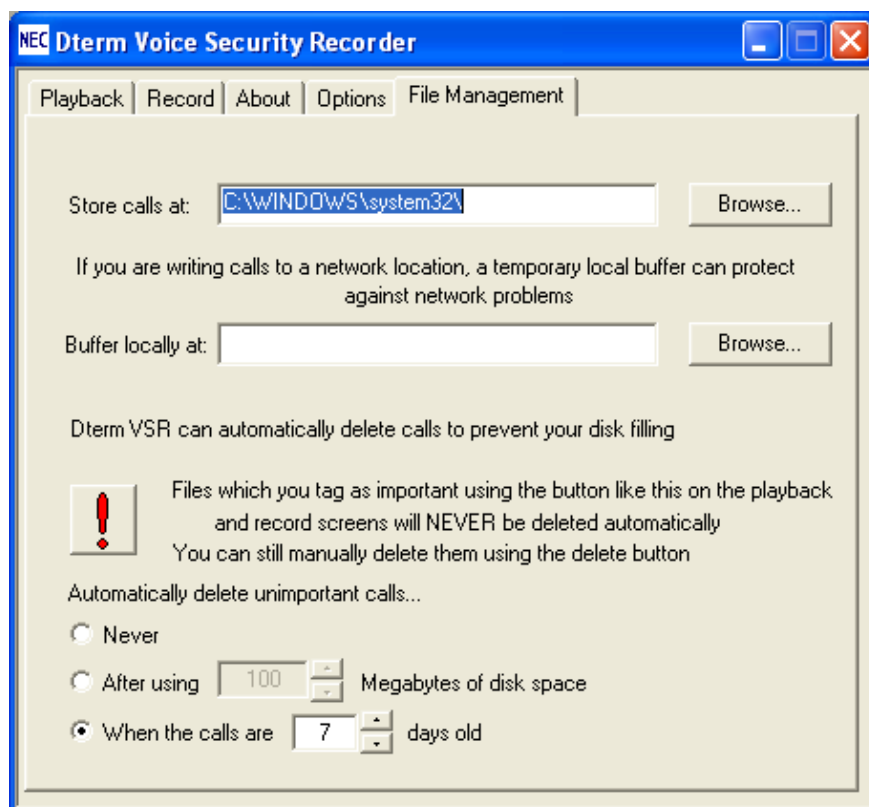 NEC Dterm Voice Security Recorder
Playback Record About Options File Management
Store calls at: C:\WINDOWS\system32\ Browse...
If you are writing calls to a network location, a temporary local buffer can protect
against network problems
Buffer locally at: Browse...
Dterm VSR can automatically delete calls to prevent your disk filling
Files which you tag as important using the button like this on the playback
and record screens will NEVER be deleted automatically
You can still manually delete them using the delete button
Automatically delete unimportant calls...
Never
After using 100 Megabytes of disk space
When the calls are 7 days old